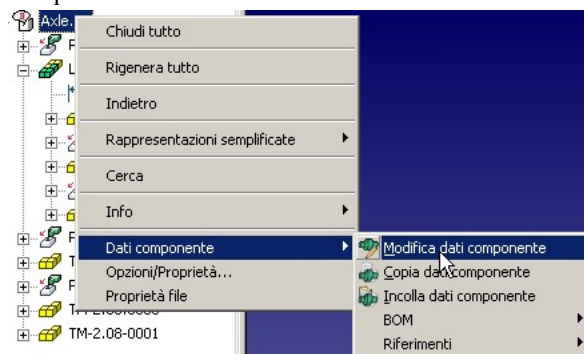 Axle.
Chiudi tutto
Rigenera tutto
Indietro
Rappresentazioni semplificate
Cerca
Info
Dati componente
Modifica dati componente
Opzioni/Proprietà...
Copia dati componente
Proprietà file
Incolla dati componente
BOM
TM-2.08-0001
Riferimenti